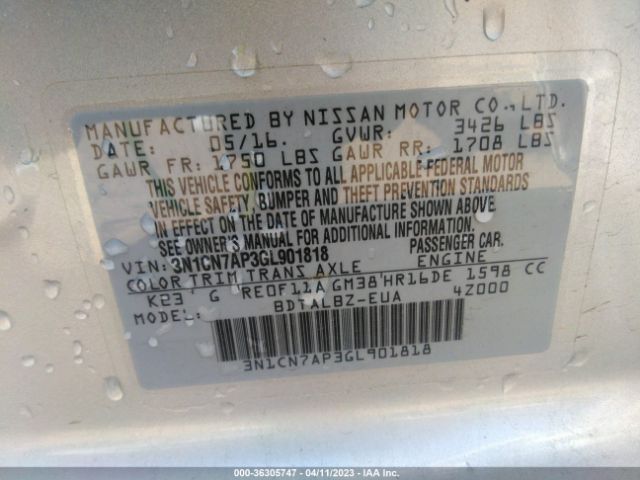 MANUFACTURED BY NISSAN MOTOR CO., LTD.
DATE: 05/16. GVWR: 3426 LBS
GAWR FR: 1750 LBS GAWR RR: 1708 LBS
THIS VEHICLE CONFORMS TO ALL APPLICABLE FEDERAL MOTOR
VEHICLE SAFETY, BUMPER AND THEFT PREVENTION STANDARDS
IN EFFECT ON THE DATE OF MANUFACTURE SHOWN ABOVE.
SEE OWNER'S MANUAL FOR ADDITIONAL INFORMATION.
VIN: 3N1CN7AP3GL901818 PASSENGER CAR.
COLOR TRIM TRANS AXLE ENGINE
K23 G RE0F11A GM38 HR16DE 1598 CC
MODEL: BDTALBZ-EUA 4Z000
3N1CN7AP3GL901818
000-36305747 - 04/11/2023 - IAA Inc.